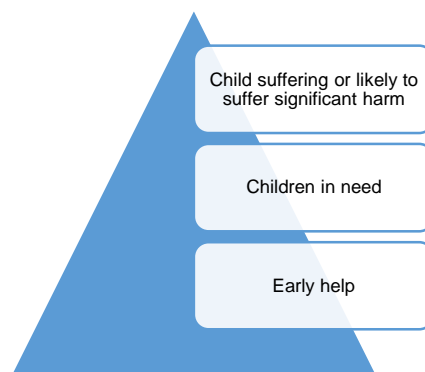 Child suffering or likely to
suffer significant harm
Children in need
Early help